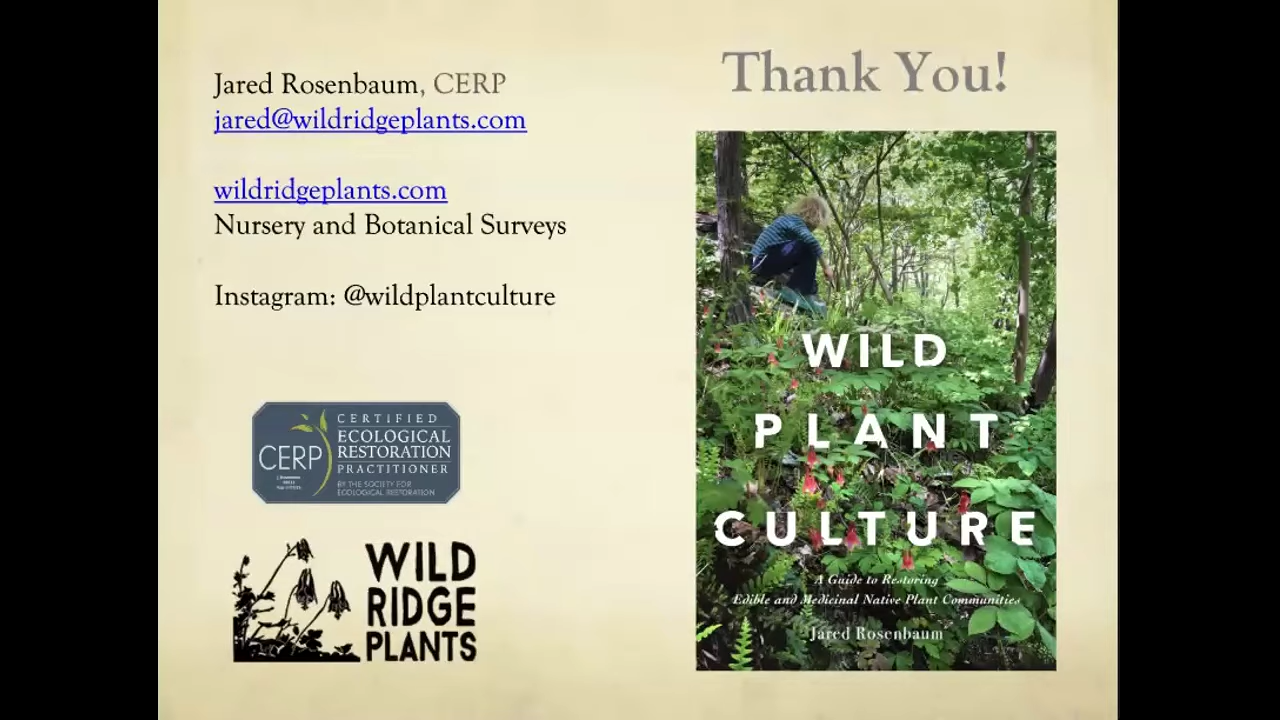 Jared Rosenbaum, CERP
jared@wildridgeplants.com
wildridgeplants.com
Nursery and Botanical Surveys
Instagram: @wildplantculture
CERP
CERTIFIED
ECOLOGICAL
RESTORATION
PRACTITIONER
BY THE SOCIETY FOR
ECOLOGICAL RESTORATION
WILD
RIDGE
PLANTS
Thank You!
WILD
PLANT
CULTURE
A Guide to Restoring
Edible and Medicinal Native Plant Communities
Jared Rosenbaum